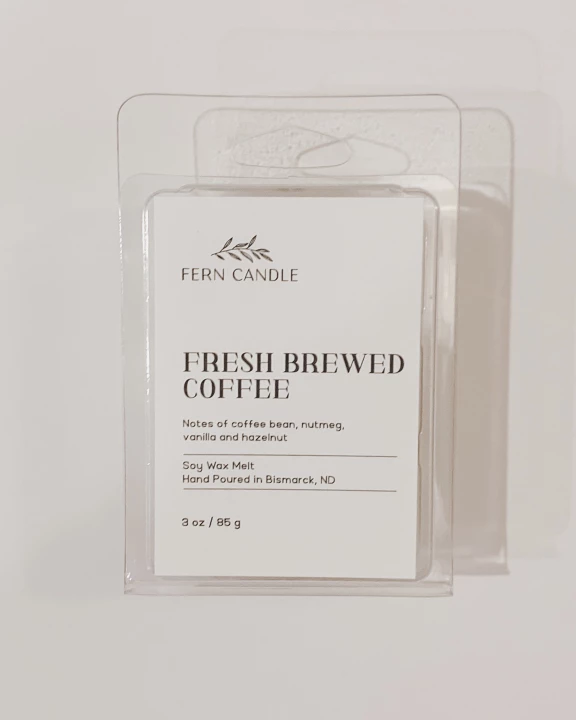 FERN CANDLE
FRESH BREWED
COFFEE
Notes of coffee bean, nutmeg,
vanilla and hazelnut
Soy Wax Melt
Hand Poured in Bismarck, ND
3 oz / 85 g